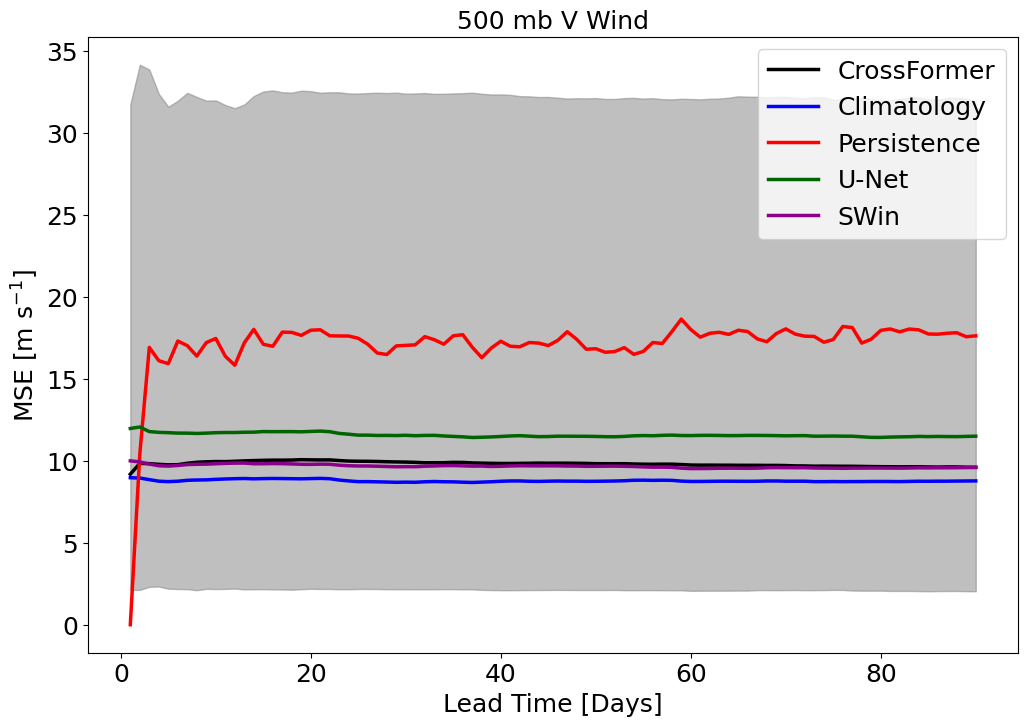 500 mb V Wind
35
30
25
20
15
10
5
0
MSE [m s⁻¹]
CrossFormer
Climatology
Persistence
U-Net
SWin
0 20 40 60 80
Lead Time [Days]